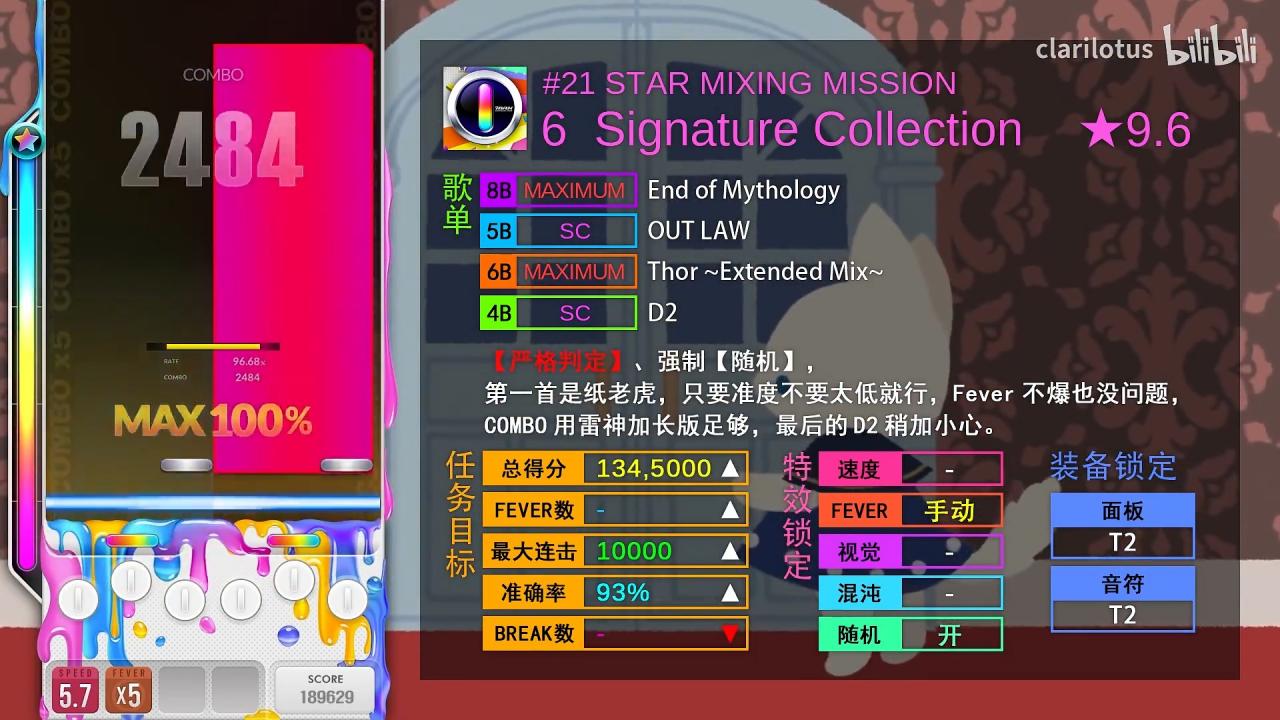 COMBO
2484
COMBO x5 COMBO x5 COMBO
RATE 96.68%
COMBO 2484
MAX 100%
SPEED
5.7
FEVER
x5
SCORE
189629
clarilotus bilibili
#21 STAR MIXING MISSION
6 Signature Collection ★9.6
歌单
8B MAXIMUM End of Mythology
5B SC OUT LAW
6B MAXIMUM Thor ~Extended Mix~
4B SC D2
【严格判定】、强制【随机】,
第一首是纸老虎，只要准度不要太低就行，Fever 不爆也没问题,
COMBO 用雷神加长版足够，最后的 D2 稍加小心。
任务目标
总得分 134,5000 ▲
FEVER数 - ▲
最大连击 10000 ▲
准确率 93% ▲
BREAK数 - ▼
特效锁定
速度 -
FEVER 手动
视觉 -
混沌 -
随机 开
装备锁定
面板
T2
音符
T2